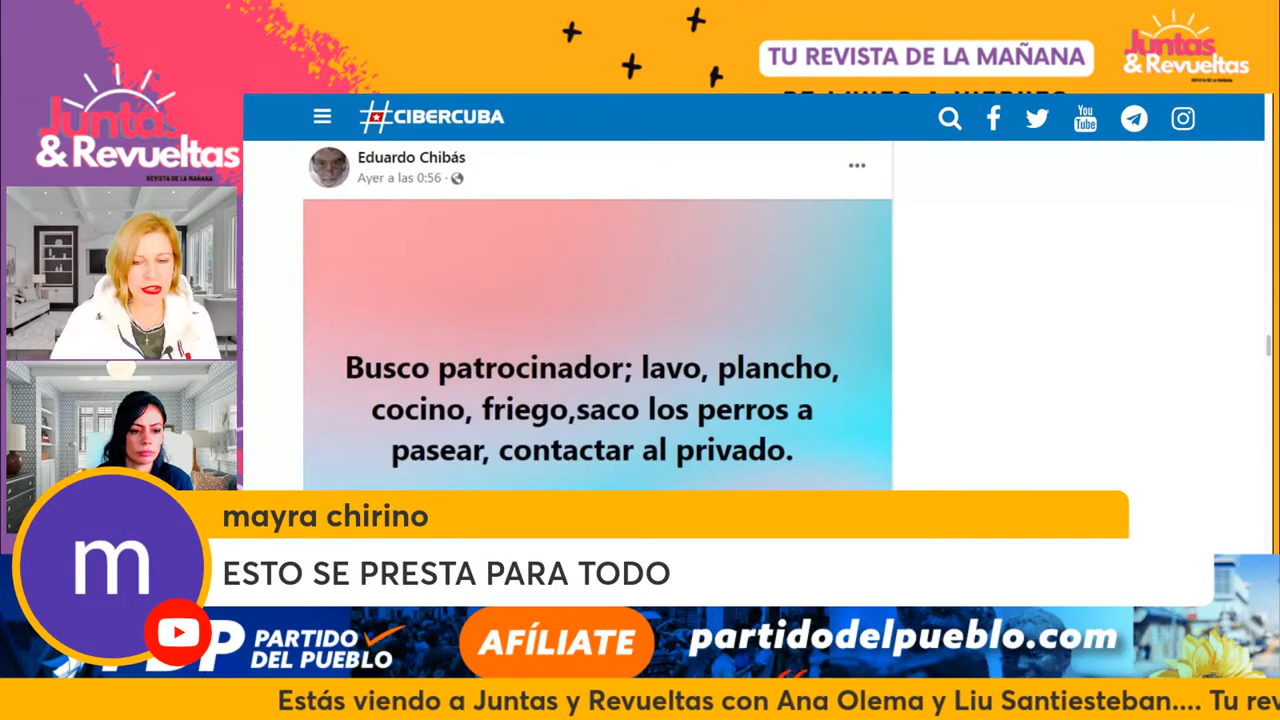 TU REVISTA DE LA MAÑANA
Juntas
& Revueltas
Juntas
& Revueltas
REVISTA DE LA MAÑANA
#CIBERCUBA
You
Tube
Eduardo Chibás
Ayer a las 0:56
Busco patrocinador; lavo, plancho,
cocino, friego,saco los perros a
pasear, contactar al privado.
mayra chirino
m
ESTO SE PRESTA PARA TODO
PARTIDO
DEL PUEBLO
AFÍLIATE
partidodelpueblo.com
Estás viendo a Juntas y Revueltas con Ana Olema y Liu Santiesteban.... Tu rev